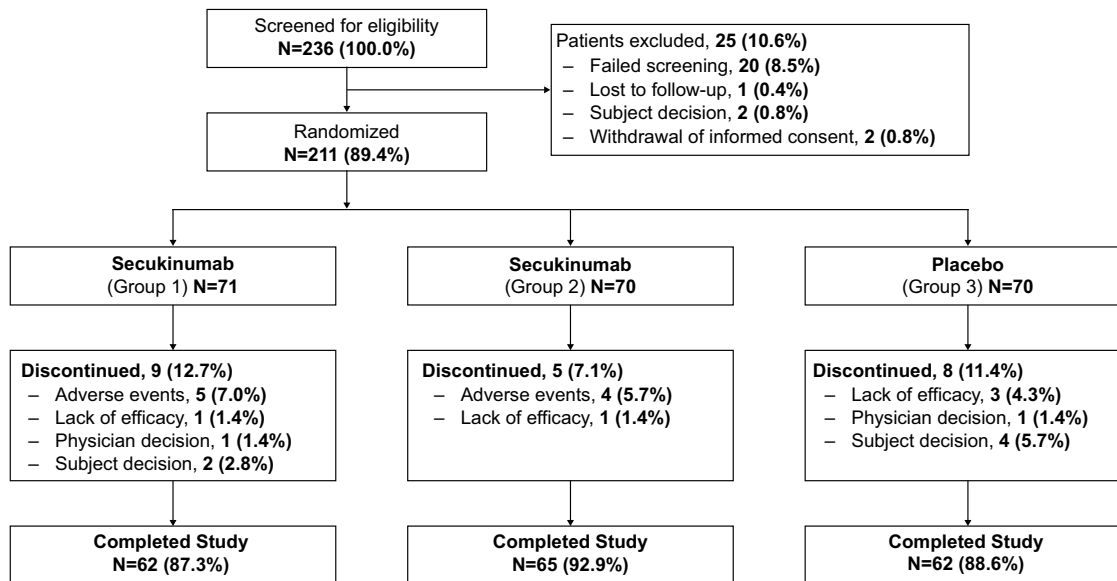 Screened for eligibility
N=236 (100.0%)
Patients excluded, 25 (10.6%)
– Failed screening, 20 (8.5%)
– Lost to follow-up, 1 (0.4%)
– Subject decision, 2 (0.8%)
– Withdrawal of informed consent, 2 (0.8%)
Randomized
N=211 (89.4%)
Secukinumab
(Group 1) N=71
Secukinumab
(Group 2) N=70
Placebo
(Group 3) N=70
Discontinued, 9 (12.7%)
– Adverse events, 5 (7.0%)
– Lack of efficacy, 1 (1.4%)
– Physician decision, 1 (1.4%)
– Subject decision, 2 (2.8%)
Discontinued, 5 (7.1%)
– Adverse events, 4 (5.7%)
– Lack of efficacy, 1 (1.4%)
Discontinued, 8 (11.4%)
– Lack of efficacy, 3 (4.3%)
– Physician decision, 1 (1.4%)
– Subject decision, 4 (5.7%)
Completed Study
N=62 (87.3%)
Completed Study
N=65 (92.9%)
Completed Study
N=62 (88.6%)